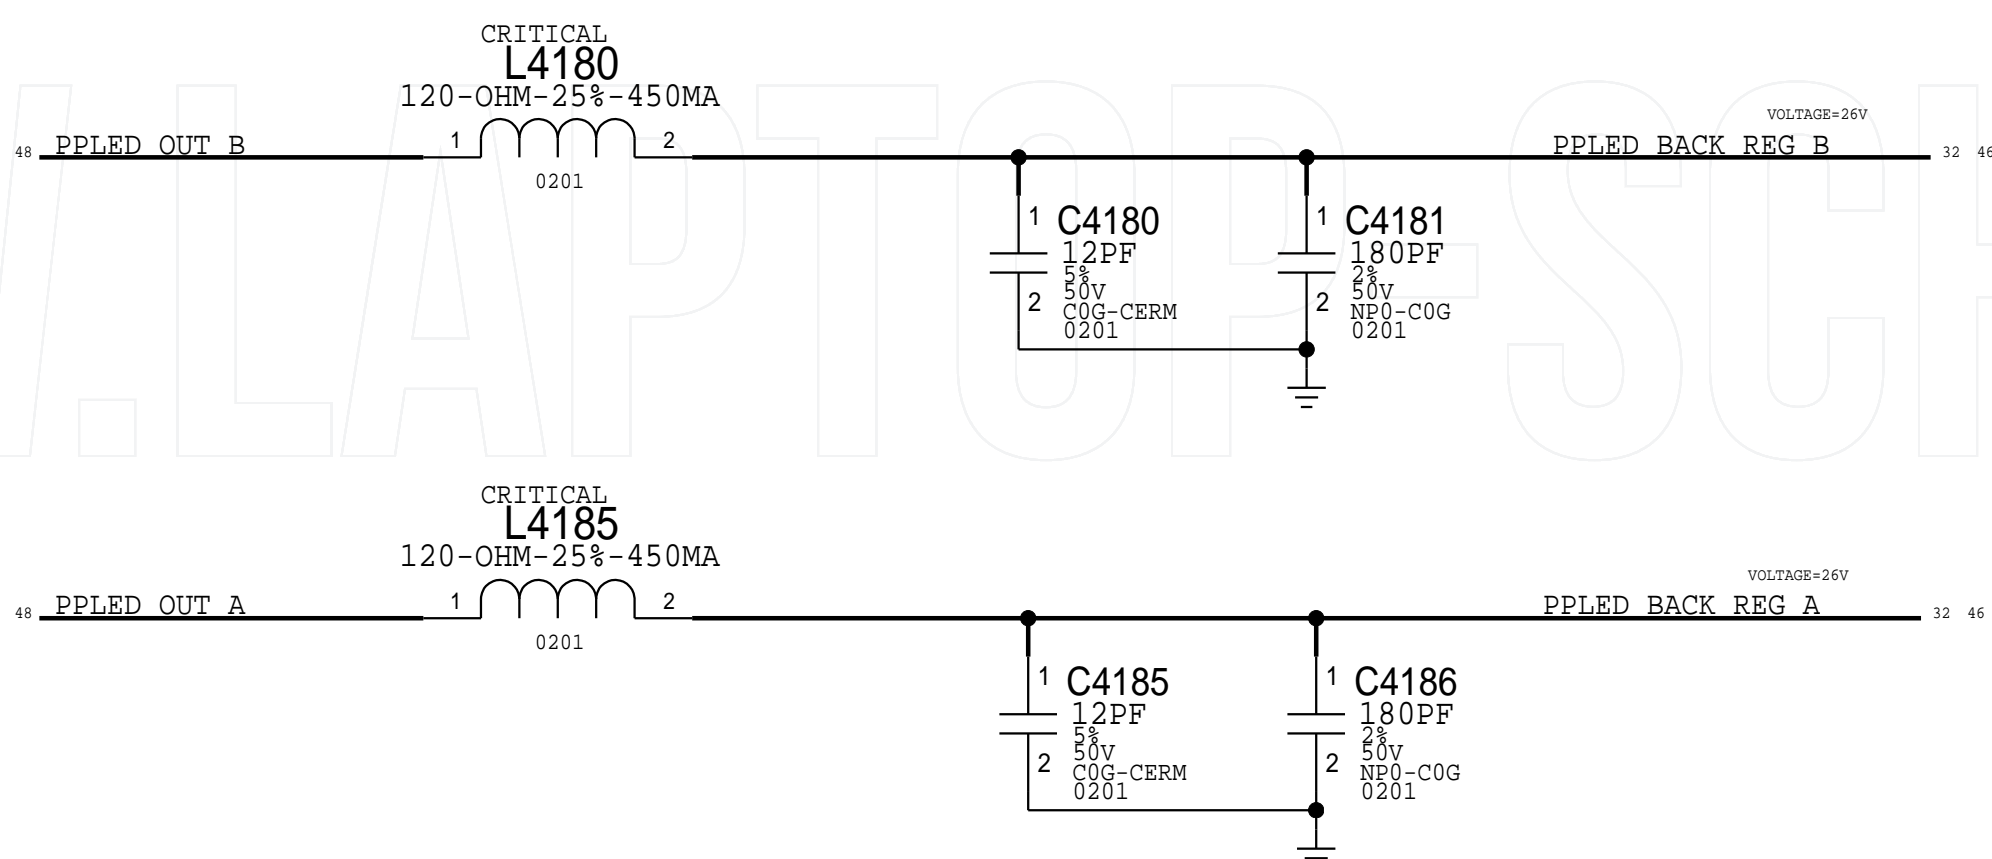 CRITICAL
L4180
120-OHM-25%-450MA
VOLTAGE=26V
48 PPLED OUT B 1 2 PPLED BACK REG B 32 46
0201
1 C4180 1 C4181
12PF 180PF
5% 2%
2 50V 2 50V
C0G-CERM NP0-C0G
0201 0201
V.LAPTOP-SCH
CRITICAL
L4185
120-OHM-25%-450MA
VOLTAGE=26V
48 PPLED OUT A 1 2 PPLED BACK REG A 32 46
0201
1 C4185 1 C4186
12PF 180PF
5% 2%
2 50V 2 50V
C0G-CERM NP0-C0G
0201 0201